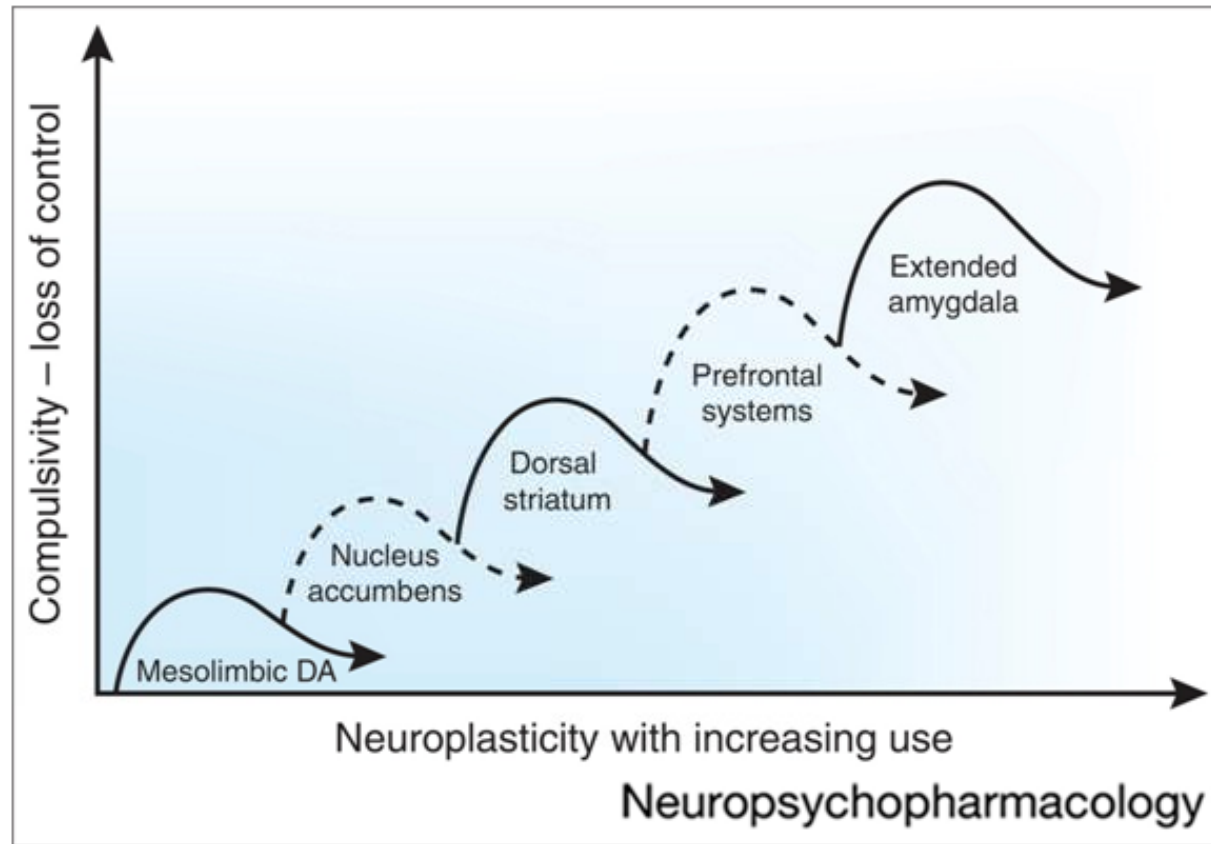 Compulsivity – loss of control
Extended
amygdala
Prefrontal
systems
Dorsal
striatum
Nucleus
accumbens
Mesolimbic DA
Neuroplasticity with increasing use
Neuropsychopharmacology